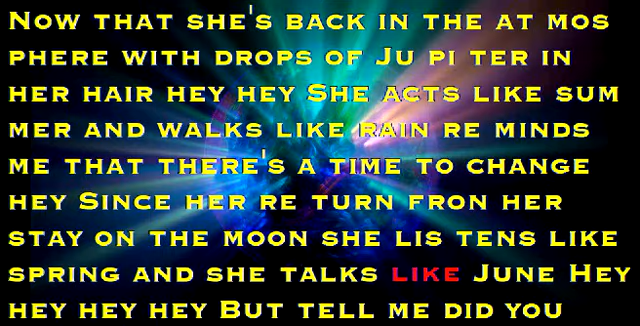 Now that she's back in the at mos
phere with drops of Ju pi ter in
her hair hey hey She acts like sum
mer and walks like rain re minds
me that there's a time to change
hey Since her re turn fron her
stay on the moon she lis tens like
spring and she talks like June Hey
hey hey hey But tell me did you